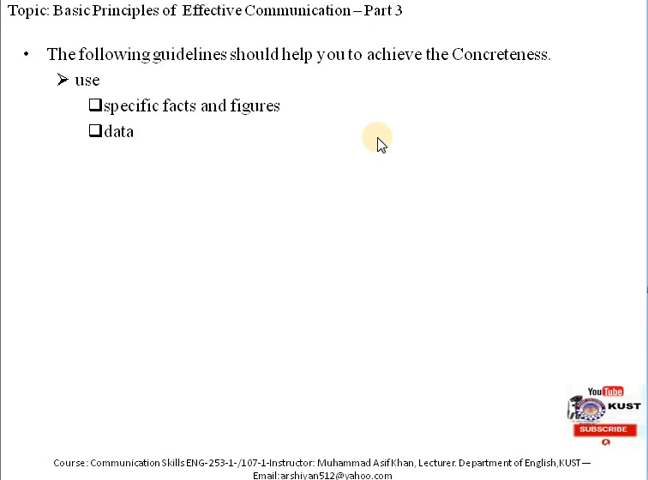 Topic: Basic Principles of Effective Communication – Part 3
• The following guidelines should help you to achieve the Concreteness.
➢ use
❑specific facts and figures
❑data
YouTube
KUST
SUBSCRIBE
Course: Communication Skills ENG-253-1-/107-1-Instructor: Muhammad Asif Khan, Lecturer. Department of English,KUST—
Email:arshiyan512@yahoo.com